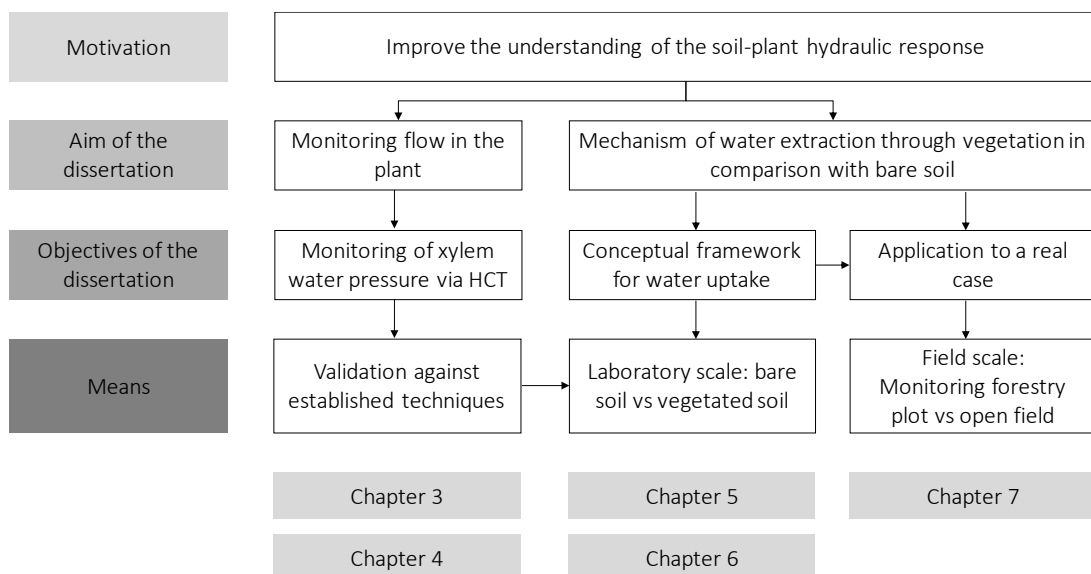 Motivation
Improve the understanding of the soil-plant hydraulic response
Aim of the
dissertation
Monitoring flow in the
plant
Mechanism of water extraction through vegetation in
comparison with bare soil
Objectives of the
dissertation
Monitoring of xylem
water pressure via HCT
Conceptual framework
for water uptake
Application to a real
case
Means
Validation against
established techniques
Laboratory scale: bare
soil vs vegetated soil
Field scale:
Monitoring forestry
plot vs open field
Chapter 3
Chapter 5
Chapter 7
Chapter 4
Chapter 6